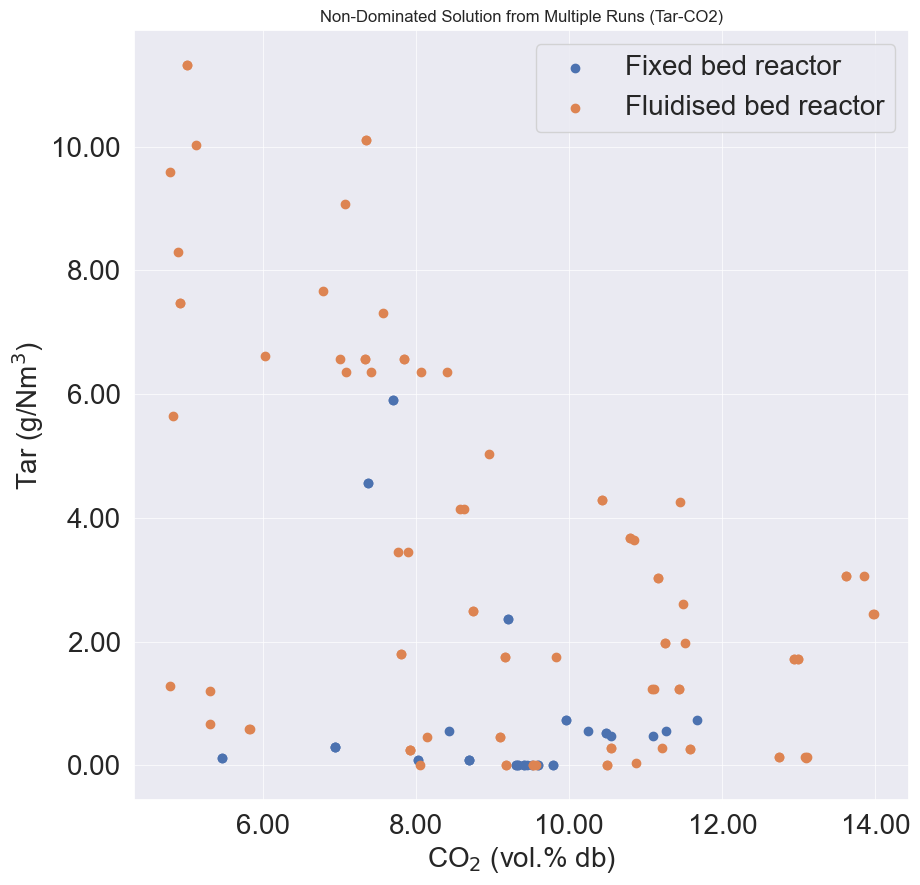 Non-Dominated Solution from Multiple Runs (Tar-CO2)
Fixed bed reactor
Fluidised bed reactor
10.00
8.00
6.00
4.00
2.00
0.00
Tar (g/Nm³)
6.00 8.00 10.00 12.00 14.00
CO₂ (vol.% db)